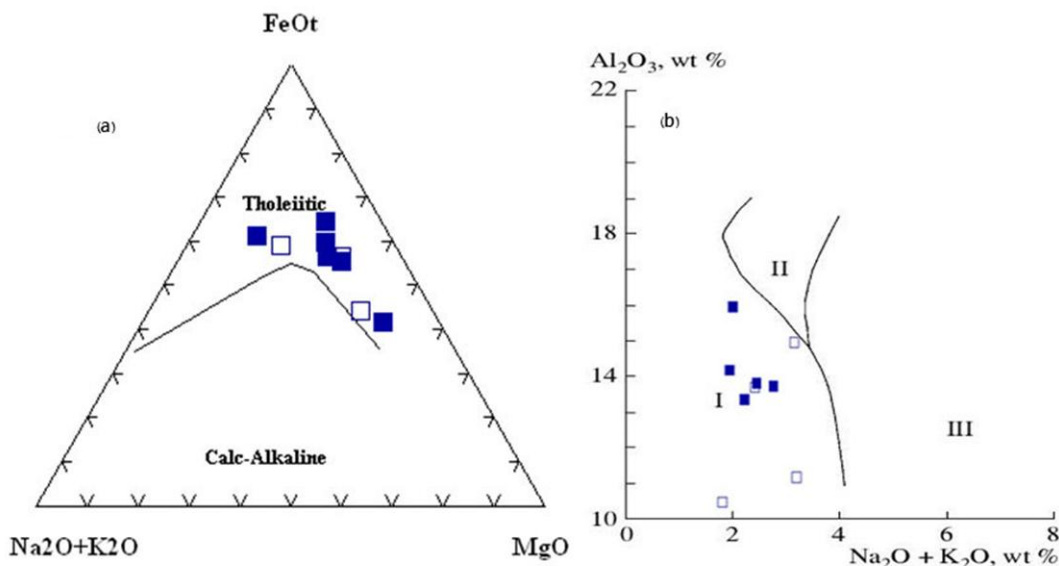 FeOt
(a)
Tholeiitic
Calc-Alkaline
Na2O+K2O
MgO
Al₂O₃, wt %
22
(b)
18
II
14
I
III
10
0
2
4
6
8
Na₂O + K₂O, wt %